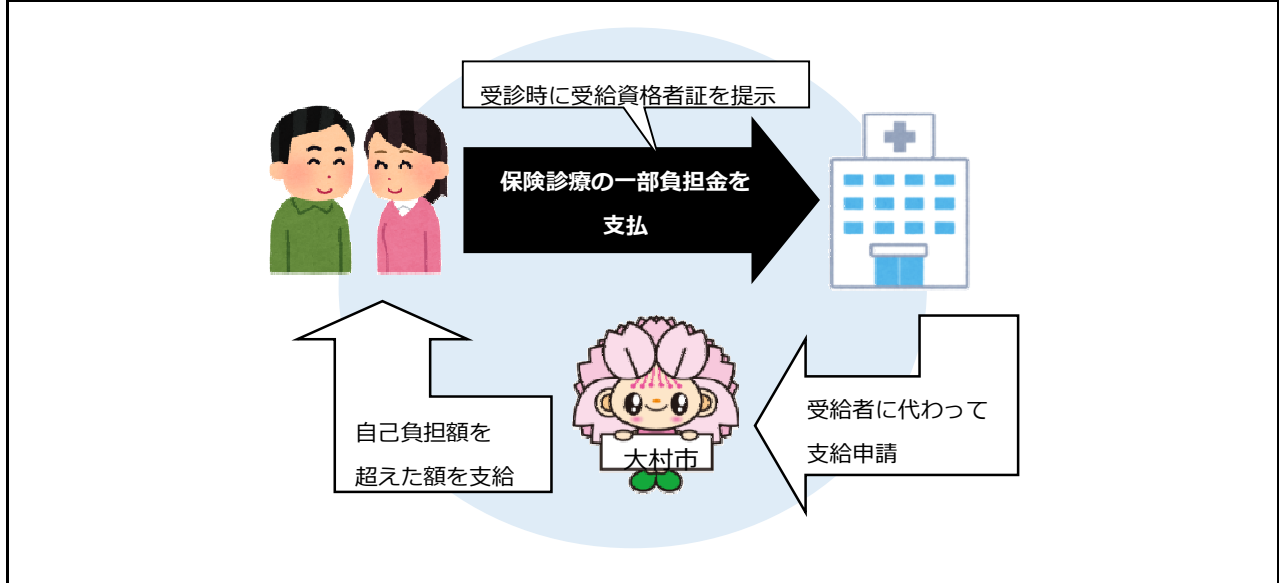 受診時に受給資格者証を提示
保険診療の一部負担金を
支払
受給者に代わって
支給申請
大村市
自己負担額を
超えた額を支給